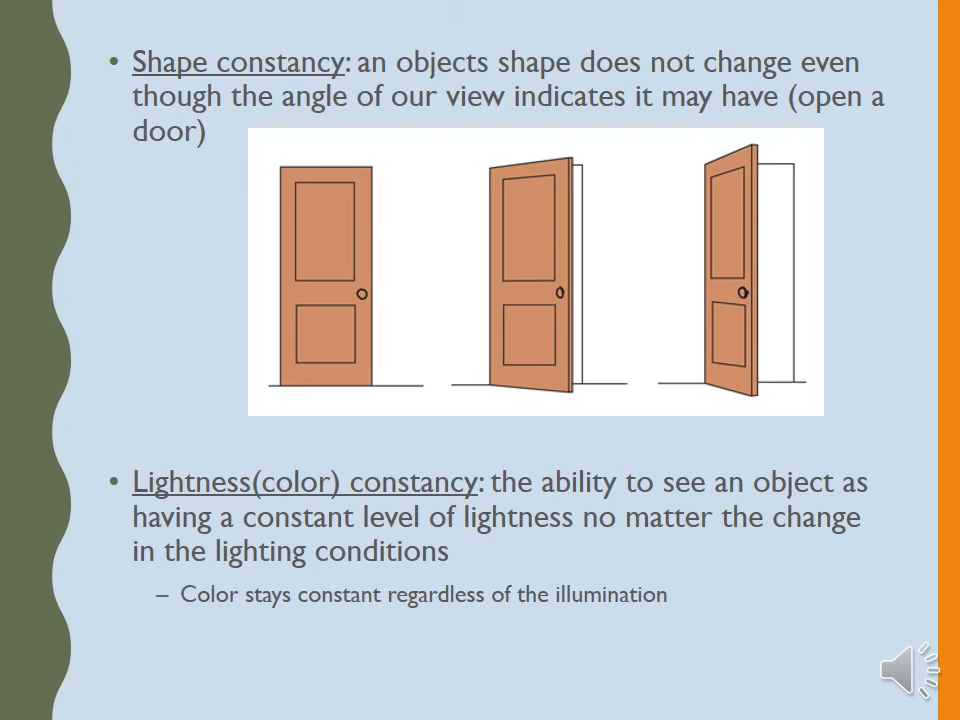 • Shape constancy: an objects shape does not change even
though the angle of our view indicates it may have (open a
door)
• Lightness(color) constancy: the ability to see an object as
having a constant level of lightness no matter the change
in the lighting conditions
– Color stays constant regardless of the illumination